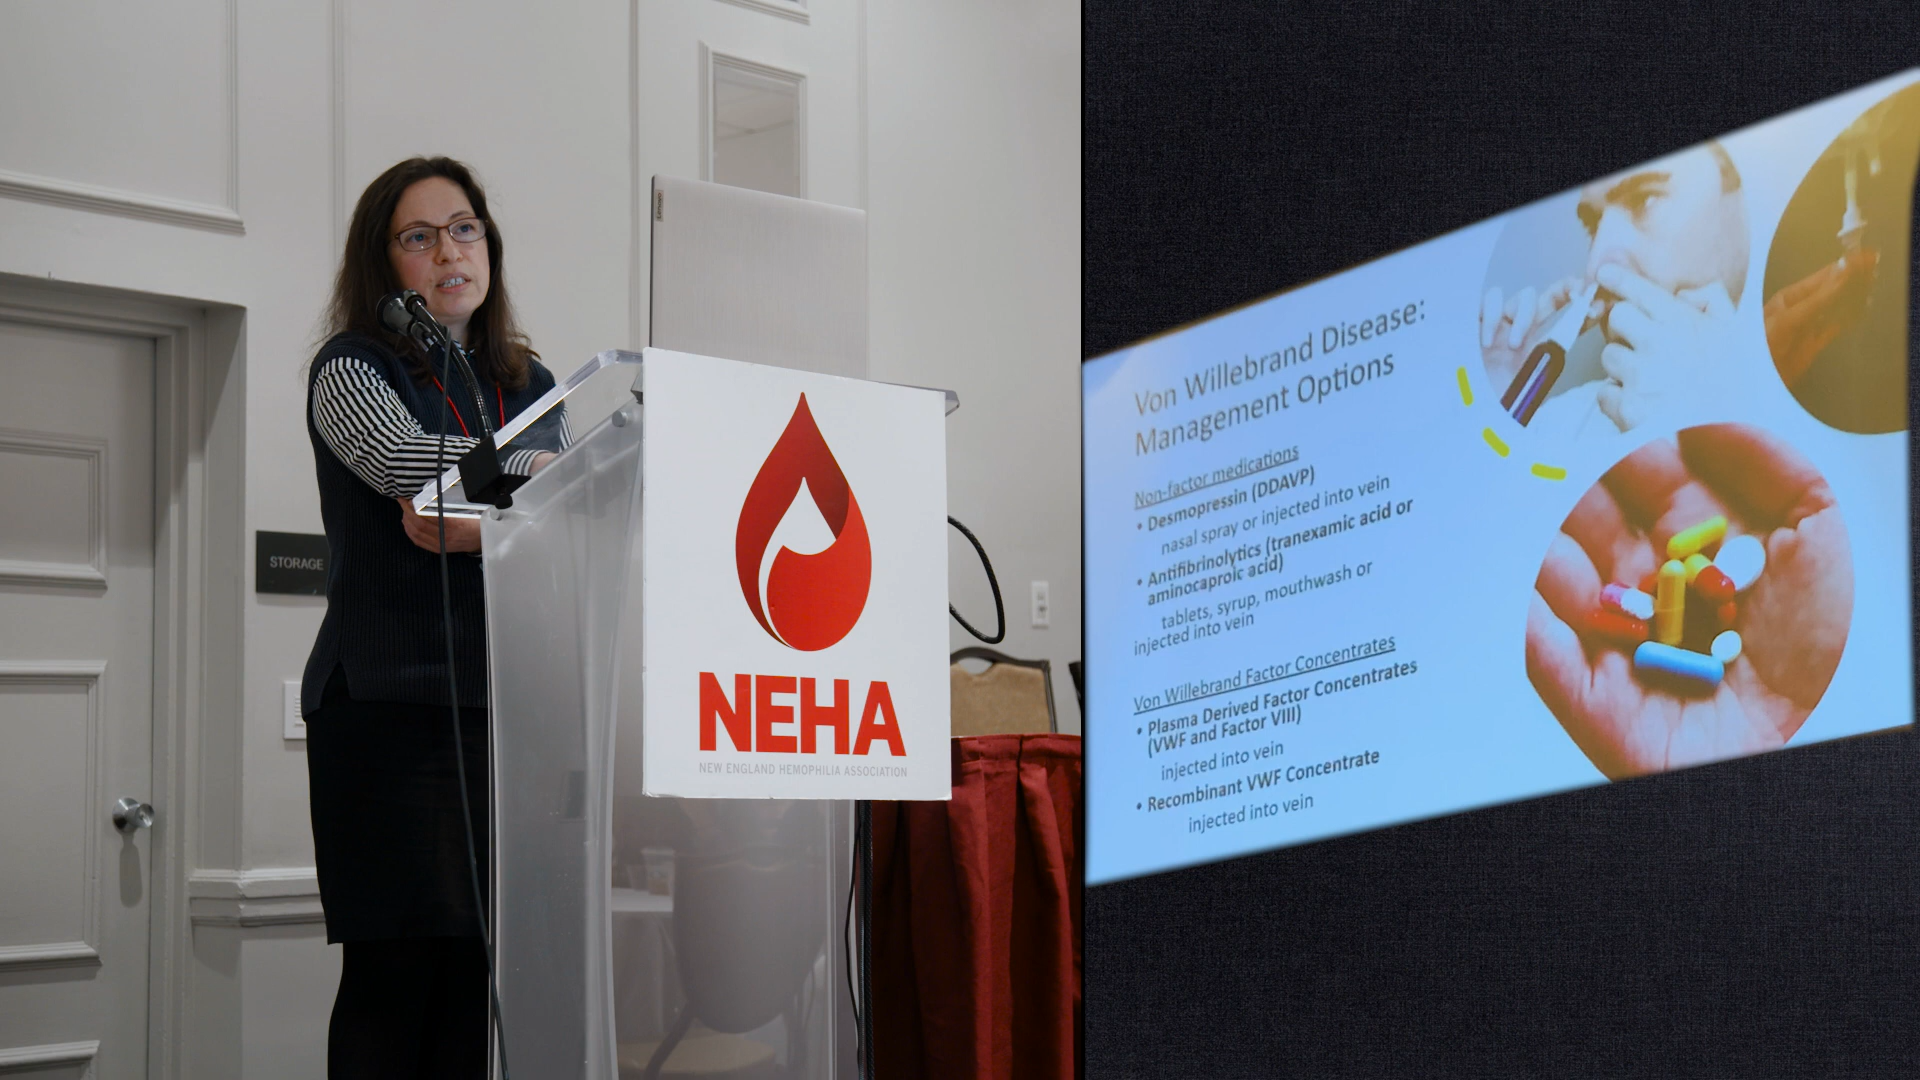 Lenovo
STORAGE
NEHA
NEW ENGLAND HEMOPHILIA ASSOCIATION
Von Willebrand Disease:
Management Options
Non-factor medications
• Desmopressin (DDAVP)
nasal spray or injected into vein
• Antifibrinolytics (tranexamic acid or
aminocaproic acid)
tablets, syrup, mouthwash or
injected into vein
Von Willebrand Factor Concentrates
• Plasma Derived Factor Concentrates
(VWF and Factor VIII)
injected into vein
• Recombinant VWF Concentrate
injected into vein